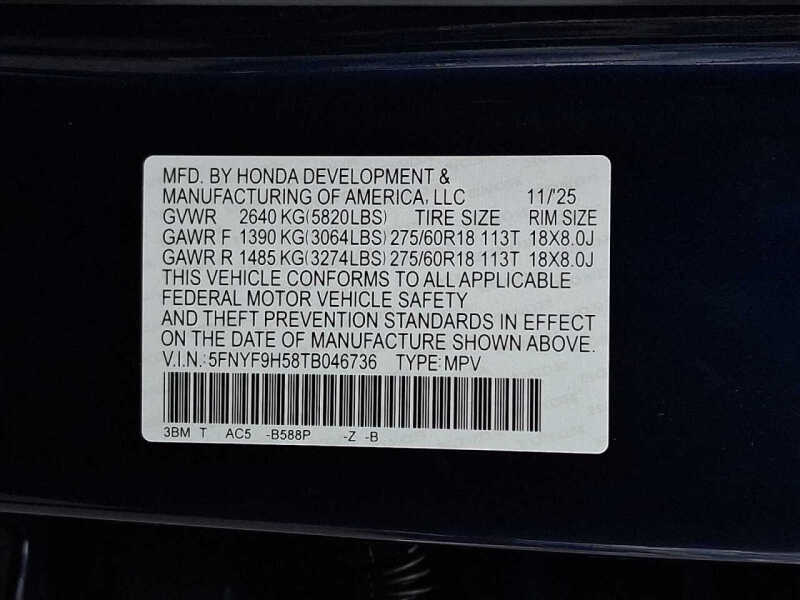 MFD. BY HONDA DEVELOPMENT &
MANUFACTURING OF AMERICA, LLC 11/'25
GVWR 2640 KG(5820LBS) TIRE SIZE RIM SIZE
GAWR F 1390 KG(3064LBS) 275/60R18 113T 18X8.0J
GAWR R 1485 KG(3274LBS) 275/60R18 113T 18X8.0J
THIS VEHICLE CONFORMS TO ALL APPLICABLE
FEDERAL MOTOR VEHICLE SAFETY
AND THEFT PREVENTION STANDARDS IN EFFECT
ON THE DATE OF MANUFACTURE SHOWN ABOVE.
V.I.N.: 5FNYF9H58TB046736 TYPE: MPV
3BM T AC5 -B588P -Z -B